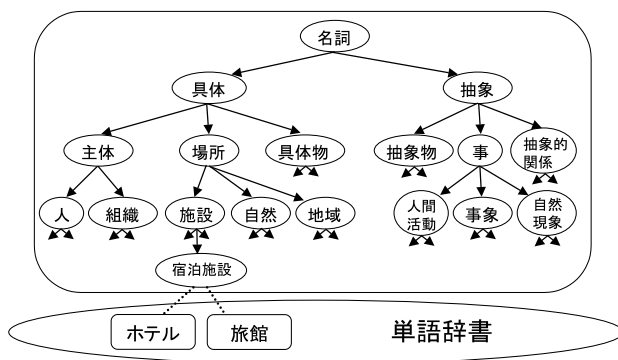 名詞
具体
抽象
主体
場所
具体物
抽象物
事
抽象的
関係
人
組織
施設
自然
地域
人間
活動
事象
自然
現象
宿泊施設
ホテル
旅館
単語辞書